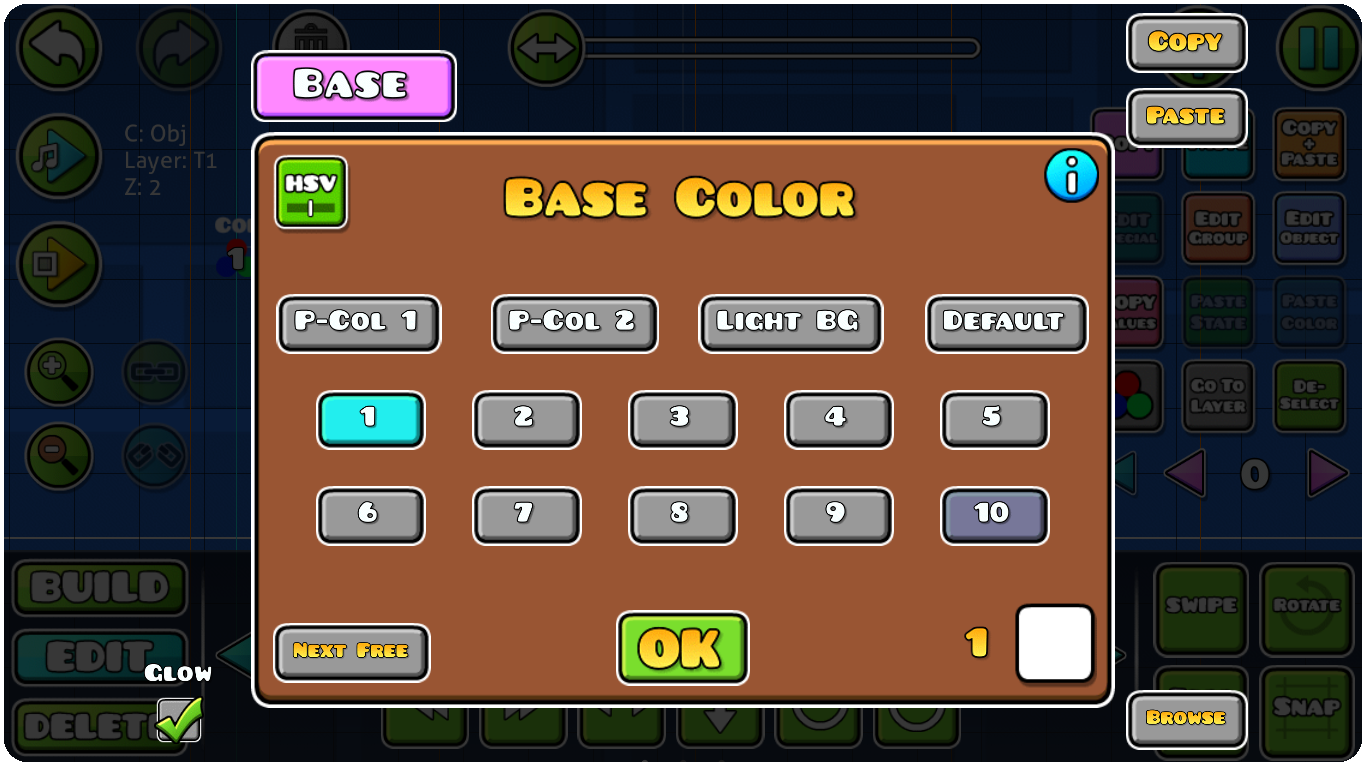 COPY
BASE
PASTE
C: Obj
Layer: T1
Z: 2
COPY
+
PASTE
HSV
BASE COLOR
i
EDIT
GROUP
EDIT
OBJECT
1
P-COL 1
P-COL 2
LIGHT BG
DEFAULT
PASTE
STATE
PASTE
COLOR
1
2
3
4
5
GO TO
LAYER
DE-
SELECT
0
6
7
8
9
10
BUILD
SWIPE
ROTATE
EDIT
NEXT FREE
OK
1
GLOW
DELETE
BROWSE
SNAP